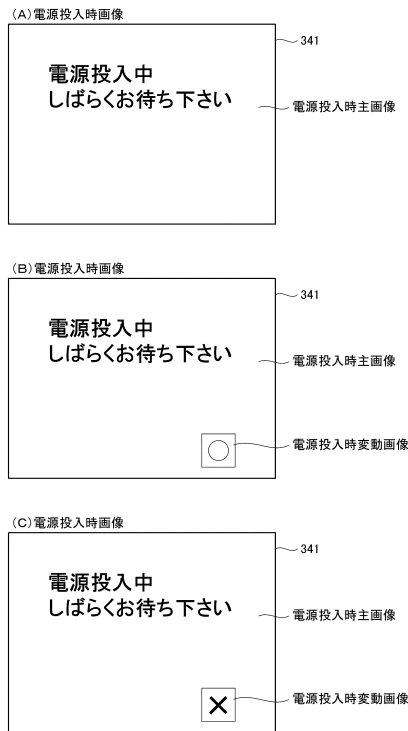 (A)電源投入時画像
341
電源投入中
しばらくお待ち下さい
電源投入時主画像
(B)電源投入時画像
341
電源投入中
しばらくお待ち下さい
電源投入時主画像
電源投入時変動画像
(C)電源投入時画像
341
電源投入中
しばらくお待ち下さい
電源投入時主画像
電源投入時変動画像